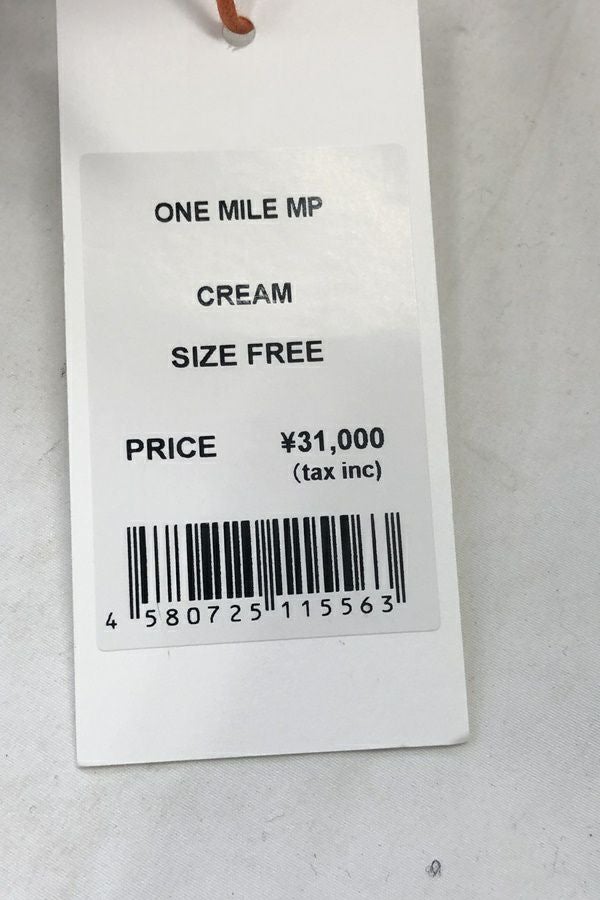 ONE MILE MP
CREAM
SIZE FREE
PRICE ¥31,000
(tax inc)
4 580725 115563